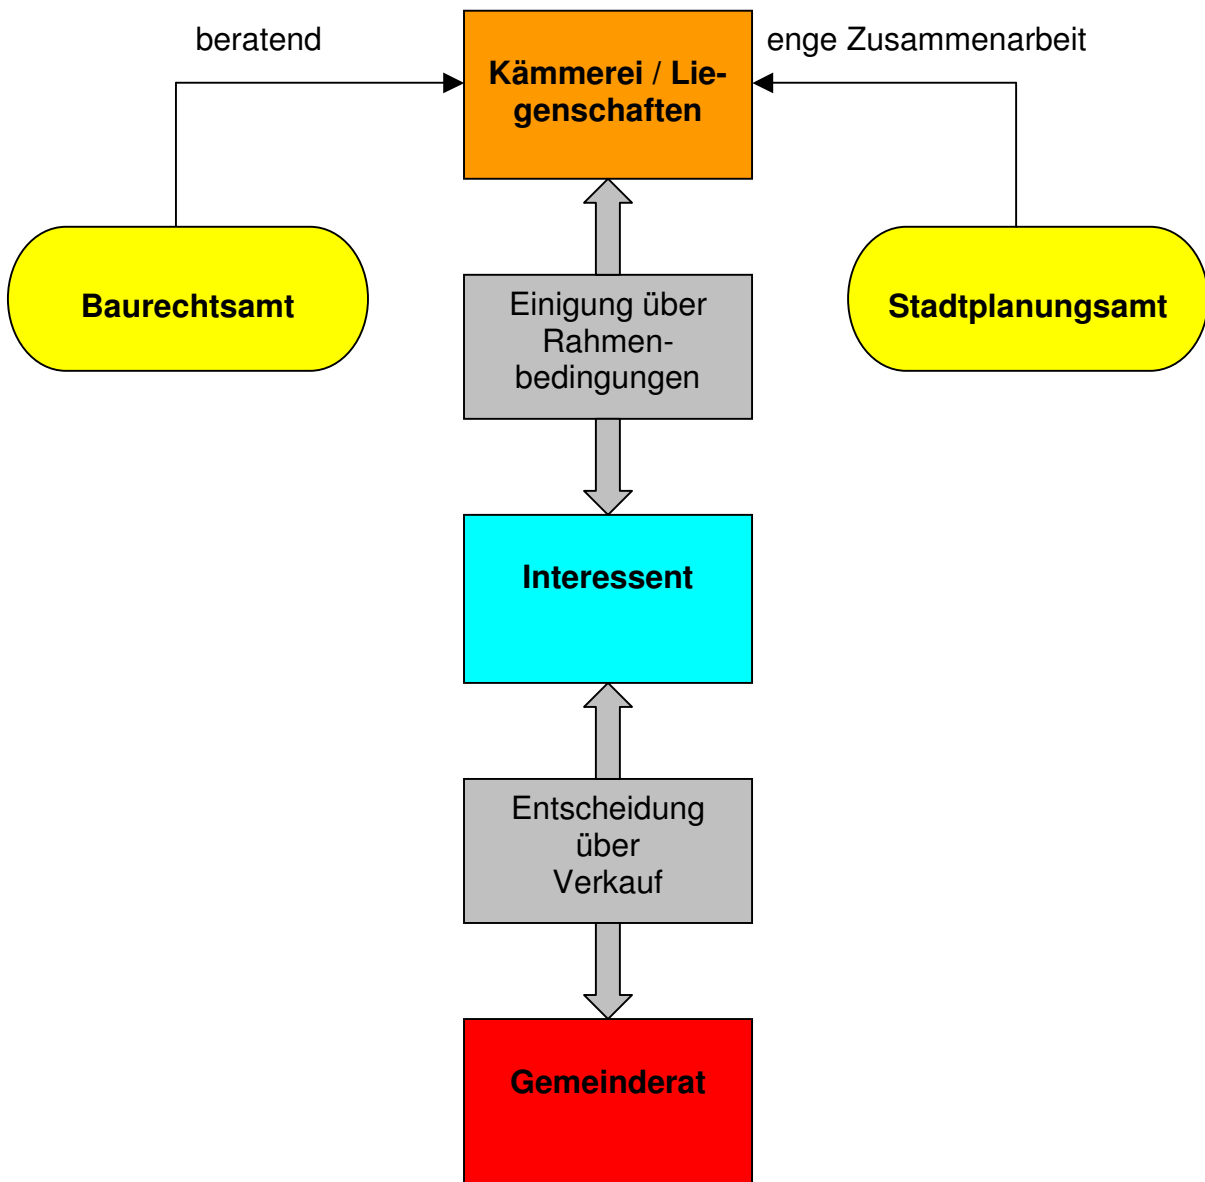 beratend
enge Zusammenarbeit
Kämmerei / Lie-
genschaften
Baurechtsamt
Einigung über
Rahmen-
bedingungen
Stadtplanungsamt
Interessent
Entscheidung
über
Verkauf
Gemeinderat